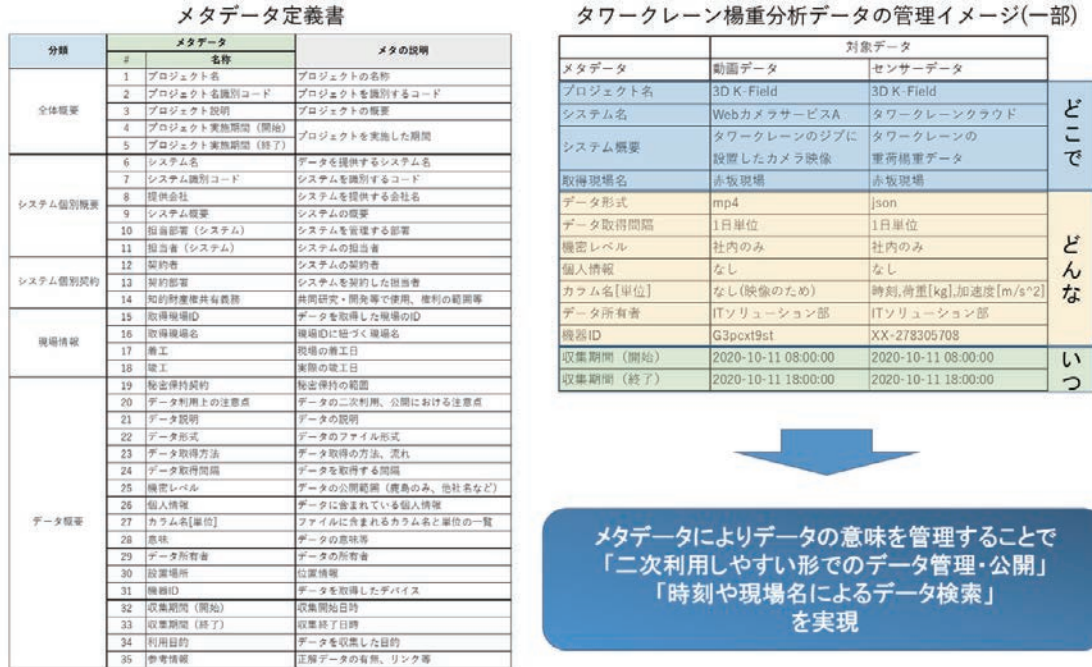 メタデータ定義書
分類 メタデータ メタの説明
# 名称
全体概要
1 プロジェクト名 プロジェクトの名称
2 プロジェクト名識別コード プロジェクトを識別するコード
3 プロジェクト説明 プロジェクトの概要
4 プロジェクト実施期間（開始） プロジェクトを実施した期間
5 プロジェクト実施期間（終了）
システム個別概要
6 システム名 データを提供するシステム名
7 システム識別コード システムを識別するコード
8 提供会社 システムを提供する会社名
9 システム概要 システムの概要
10 担当部署（システム） システムを管理する部署
11 担当者（システム） システムの担当者
システム個別契約
12 契約者 システムの契約者
13 契約部署 システムを契約した担当者
14 知的財産権共有義務 共同研究・開発等で使用、権利の範囲等
現場情報
15 取得現場ID データを取得した現場のID
16 取得現場名 現場IDに紐づく現場名
17 着工 現場の着工日
18 竣工 実際の竣工日
データ概要
19 秘密保持契約 秘密保持の範囲
20 データ利用上の注意点 データの二次利用、公開における注意点
21 データ説明 データの説明
22 データ形式 データのファイル形式
23 データ取得方法 データ取得の方法、流れ
24 データ取得間隔 データを取得する間隔
25 機密レベル データの公開範囲（鹿島のみ、他社名など）
26 個人情報 データに含まれている個人情報
27 カラム名[単位] ファイルに含まれるカラム名と単位の一覧
28 意味 データの意味等
29 データ所有者 データの所有者
30 設置場所 位置情報
31 機器ID データを取得したデバイス
32 収集期間（開始） 収集開始日時
33 収集期間（終了） 収集終了日時
34 利用目的 データを収集した目的
35 参考情報 正解データの有無、リンク等
タワークレーン楊重分析データの管理イメージ(一部)
対象データ
メタデータ 動画データ センサーデータ
プロジェクト名 3D K-Field 3D K-Field
システム名 WebカメラサービスA タワークレーンクラウド
システム概要 タワークレーンのジブに タワークレーンの
設置したカメラ映像 重荷楊重データ
取得現場名 赤坂現場 赤坂現場
どこで
データ形式 mp4 json
データ取得間隔 1日単位 1日単位
機密レベル 社内のみ 社内のみ
個人情報 なし なし
カラム名[単位] なし(映像のため) 時刻,荷重[kg],加速度[m/s^2]
データ所有者 ITソリューション部 ITソリューション部
機器ID G3pcxt9st XX-278305708
どんな
収集期間（開始） 2020-10-11 08:00:00 2020-10-11 08:00:00
収集期間（終了） 2020-10-11 18:00:00 2020-10-11 18:00:00
いつ
メタデータによりデータの意味を管理することで
「二次利用しやすい形でのデータ管理・公開」
「時刻や現場名によるデータ検索」
を実現